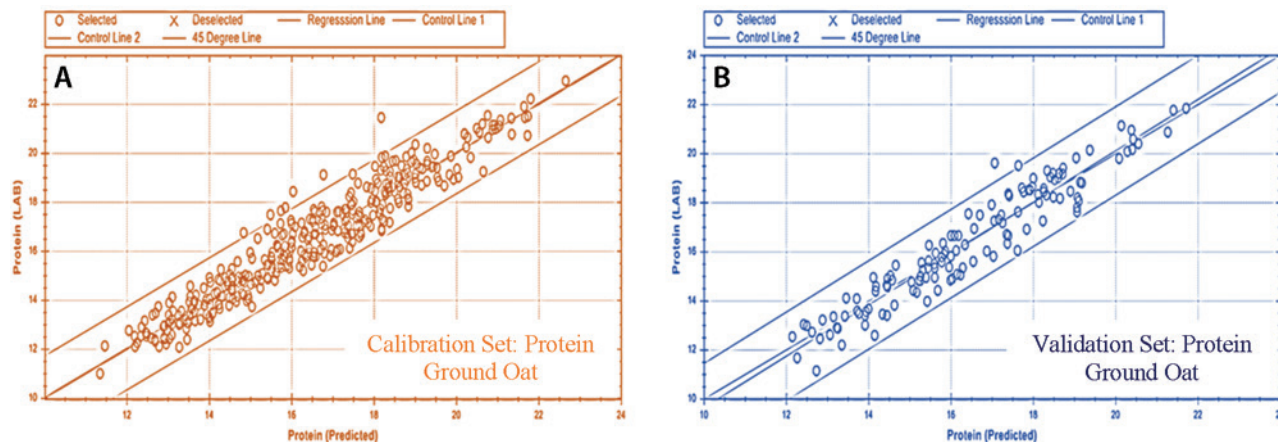 O Selected X Deselected Regresssion Line Control Line 1
Control Line 2 45 Degree Line
A
Protein (LAB)
24
22
20
18
16
14
12
10
12 14 16 18 20 22 24
Protein (Predicted)
Calibration Set: Protein
Ground Oat
O Selected X Deselected Regresssion Line Control Line 1
Control Line 2 45 Degree Line
B
Protein (LAB)
24
22
20
18
16
14
12
10
10 12 14 16 18 20 22
Protein (Predicted)
Validation Set: Protein
Ground Oat